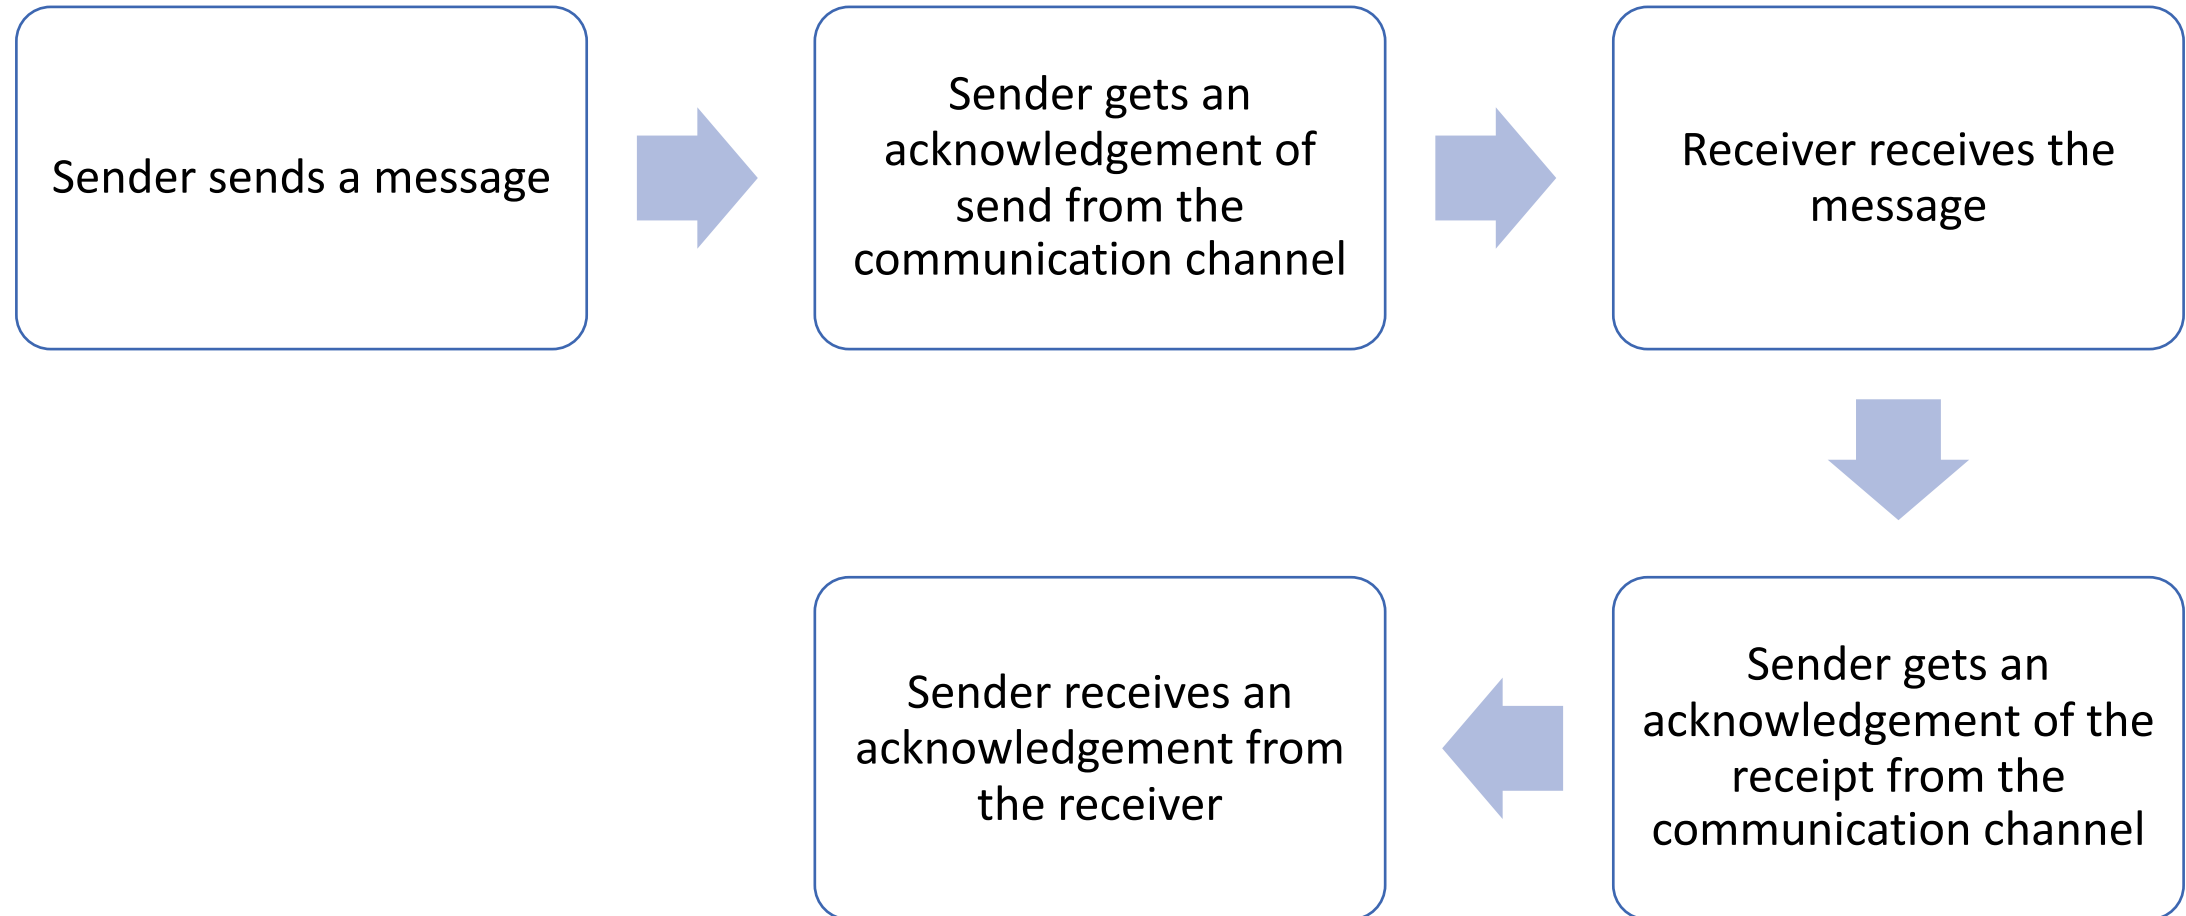 Sender sends a message
Sender gets an
acknowledgement of
send from the
communication channel
Receiver receives the
message
Sender gets an
acknowledgement of the
receipt from the
communication channel
Sender receives an
acknowledgement from
the receiver